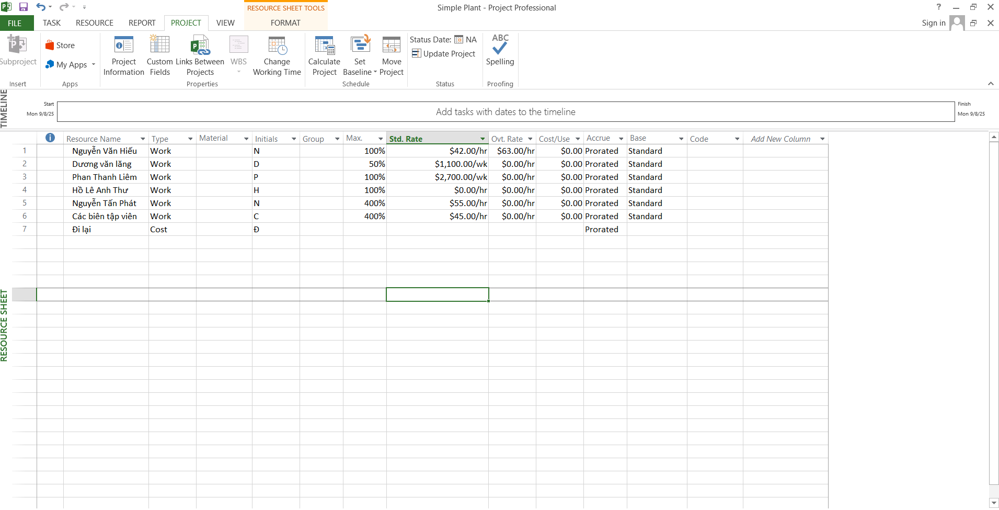 RESOURCE SHEET TOOLS
Simple Plant - Project Professional
?
FILE TASK RESOURCE REPORT PROJECT VIEW FORMAT
Sign in
Subproject
Insert
Store
My Apps
Apps
Project Information
Custom Fields
Links Between Projects
WBS
Change Working Time
Properties
Calculate Project
Set Baseline
Move Project
Schedule
Status Date: NA
Update Project
Status
ABC
Spelling
Proofing
TIMELINE
Start
Mon 9/8/25
Add tasks with dates to the timeline
Finish
Mon 9/8/25
RESOURCE SHEET
Resource Name Type Material Initials Group Max. Std. Rate Ovt. Rate Cost/Use Accrue Base Code Add New Column
1 Nguyễn Văn Hiếu Work N 100% $42.00/hr $63.00/hr $0.00 Prorated Standard
2 Dương văn lăng Work D 50% $1,100.00/wk $0.00/hr $0.00 Prorated Standard
3 Phan Thanh Liêm Work P 100% $2,700.00/wk $0.00/hr $0.00 Prorated Standard
4 Hồ Lê Anh Thư Work H 100% $0.00/hr $0.00/hr $0.00 Prorated Standard
5 Nguyễn Tấn Phát Work N 400% $55.00/hr $0.00/hr $0.00 Prorated Standard
6 Các biên tập viên Work C 400% $45.00/hr $0.00/hr $0.00 Prorated Standard
7 Đi lại Cost Đ Prorated